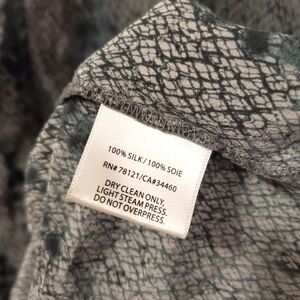 100% SILK / 100% SOIE
RN# 78121/CA#34460
DRY CLEAN ONLY.
LIGHT STEAM PRESS.
DO NOT OVERPRESS.